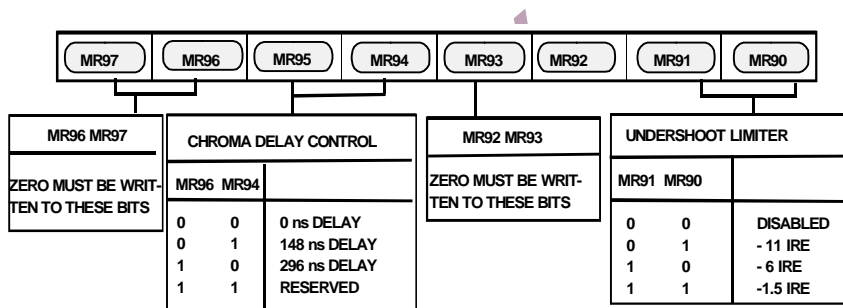 MR97 MR96 MR95 MR94 MR93 MR92 MR91 MR90
MR96 MR97
ZERO MUST BE WRIT-
TEN TO THESE BITS
CHROMA DELAY CONTROL
MR96 MR94
0 0 0 ns DELAY
0 1 148 ns DELAY
1 0 296 ns DELAY
1 1 RESERVED
MR92 MR93
ZERO MUST BE WRIT-
TEN TO THESE BITS
UNDERSHOOT LIMITER
MR91 MR90
0 0 DISABLED
0 1 - 11 IRE
1 0 - 6 IRE
1 1 -1.5 IRE